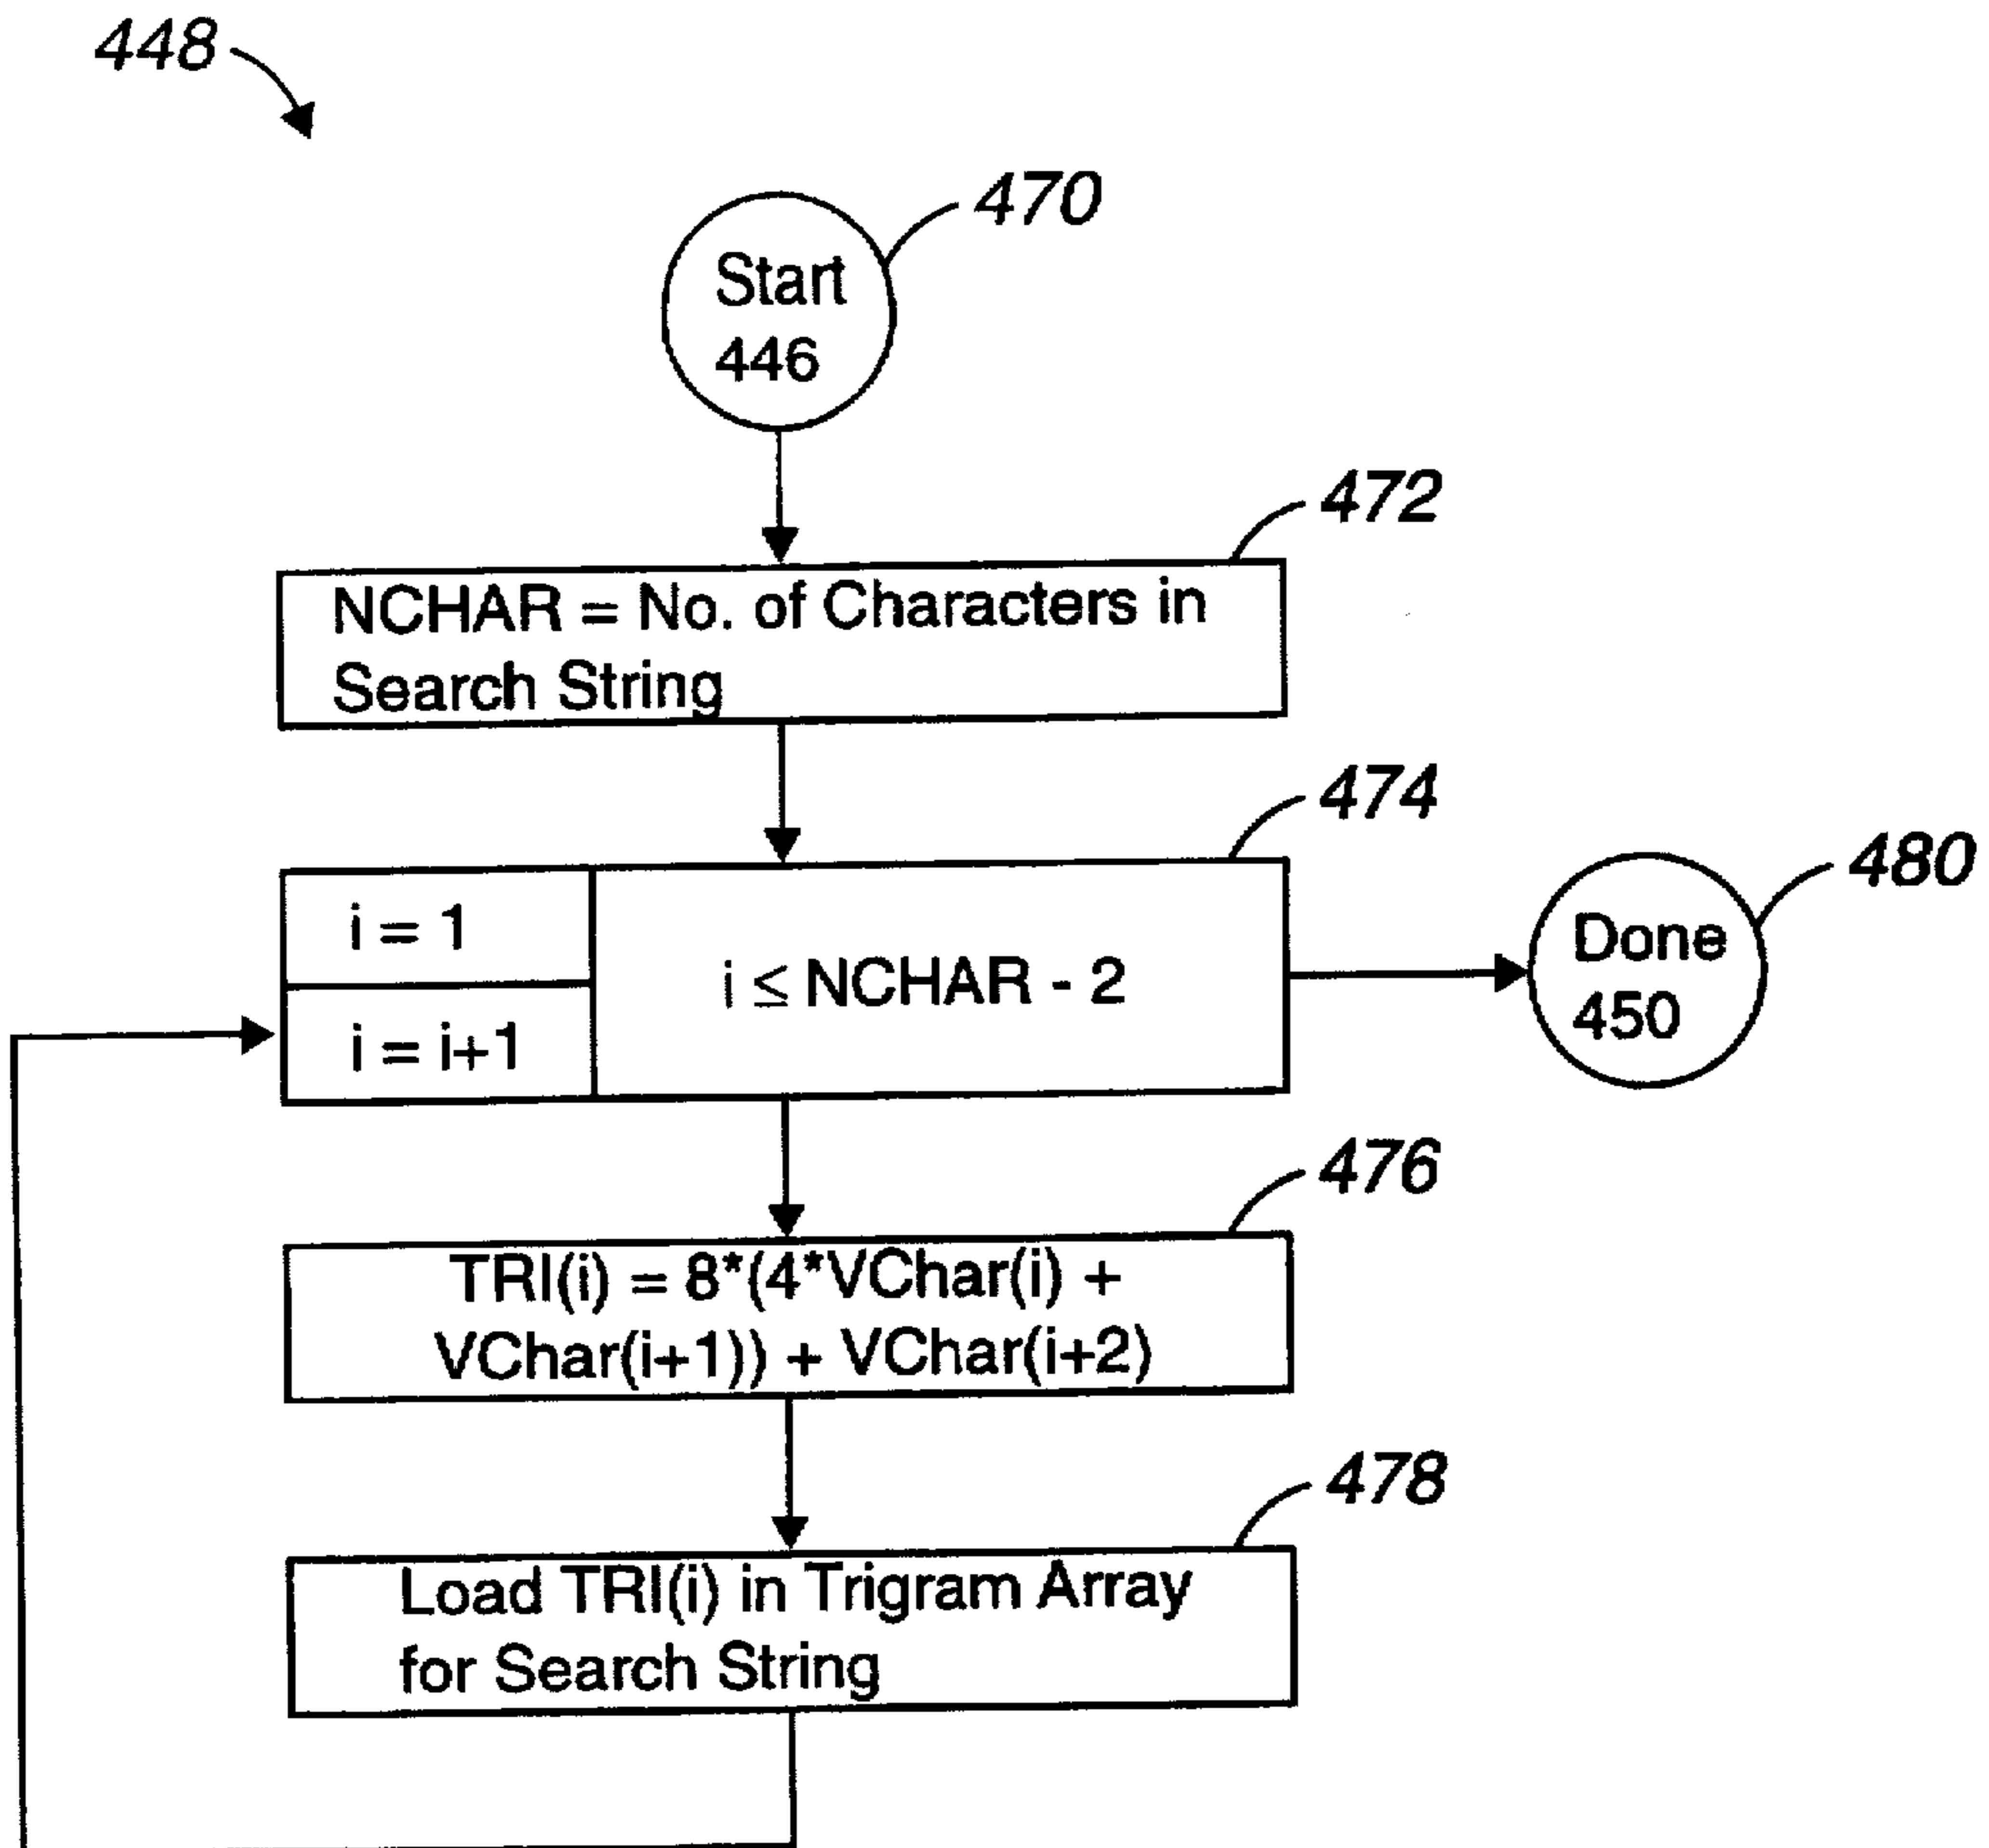 448
470
Start
446
472
NCHAR = No. of Characters in
Search String
474
480
i = 1
i ≤ NCHAR - 2
i = i+1
Done
450
476
TRI(i) = 8*(4*VChar(i) +
VChar(i+1)) + VChar(i+2)
478
Load TRI(i) in Trigram Array
for Search String